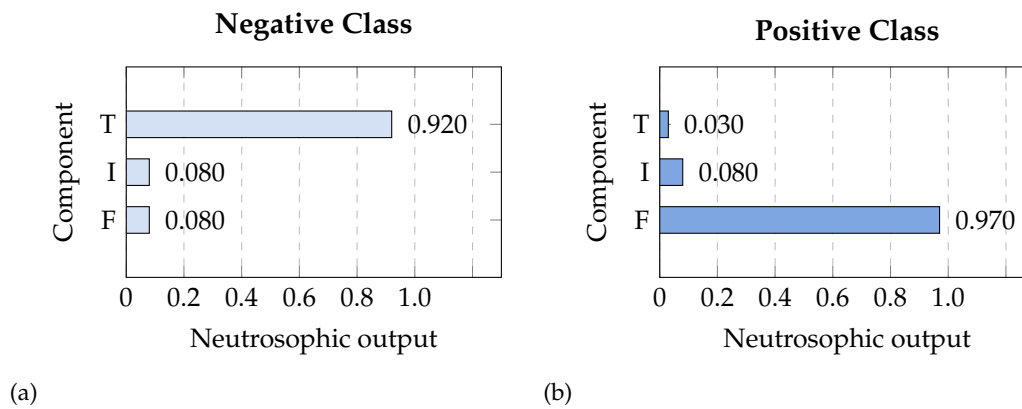 Negative Class
Component
T
0.920
I
0.080
F
0.080
0 0.2 0.4 0.6 0.8 1.0
Neutrosophic output
(a)
Positive Class
Component
T
0.030
I
0.080
F
0.970
0 0.2 0.4 0.6 0.8 1.0
Neutrosophic output
(b)